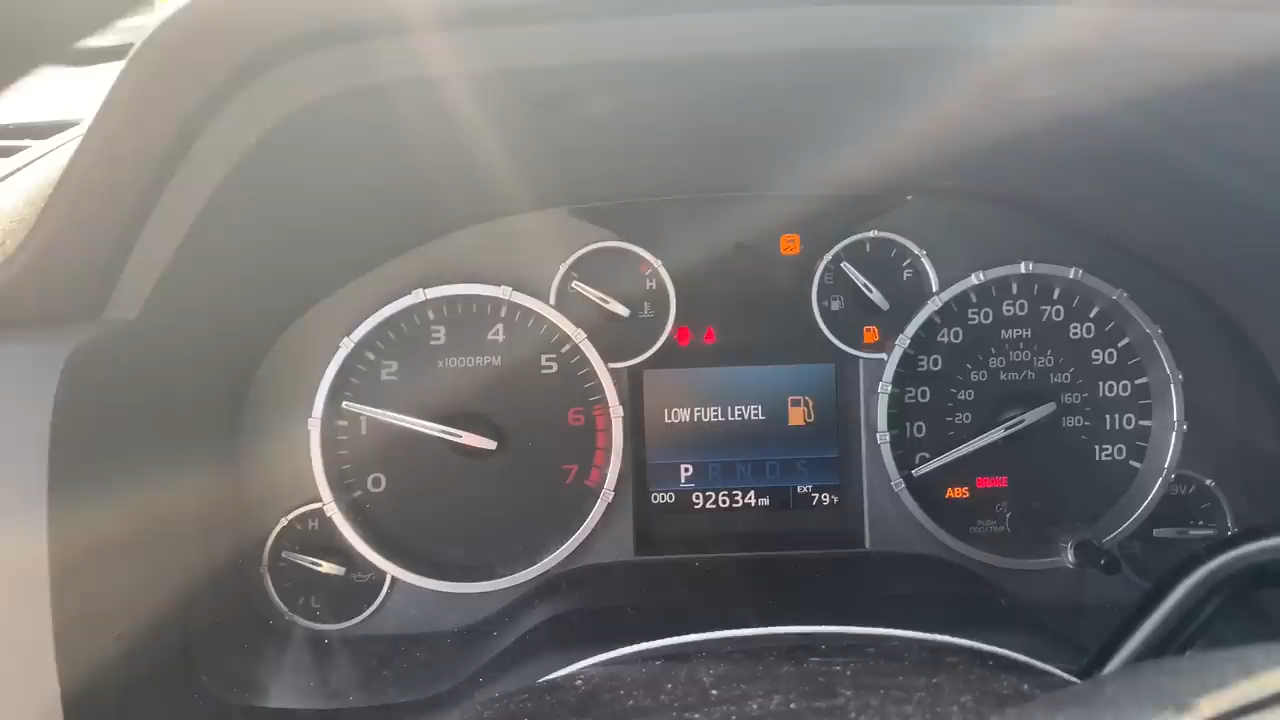 0
1
2
3
4
5
6
7
x1000RPM
H
L
H
E
F
LOW FUEL LEVEL
P R N D S
ODO 92634 mi
EXT 79°F
0
10
20
30
40
50
60
70
80
90
100
110
120
MPH
km/h
20
40
60
80
100
120
140
160
180
ABS
BRAKE
PUSH
ODO/TRIP